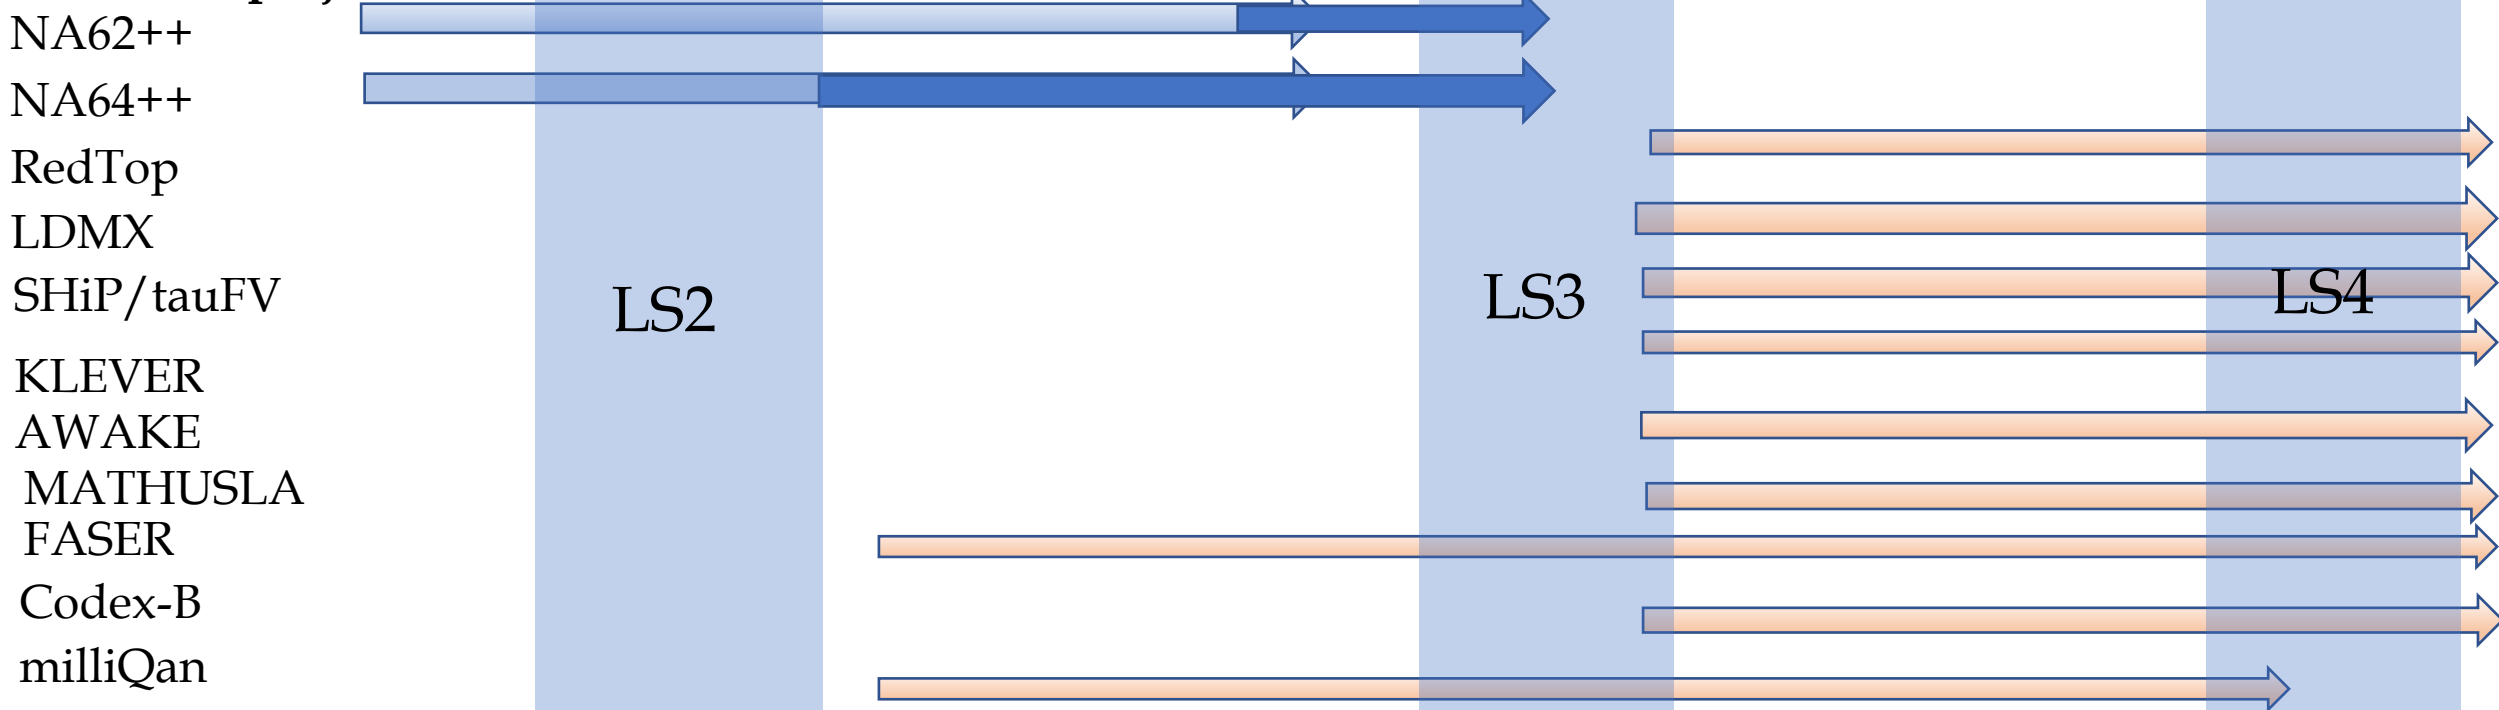 NA62++
NA64++
RedTop
LDMX
SHiP/tauFV
LS2
LS3
LS4
KLEVER
AWAKE
MATHUSLA
FASER
Codex-B
milliQan